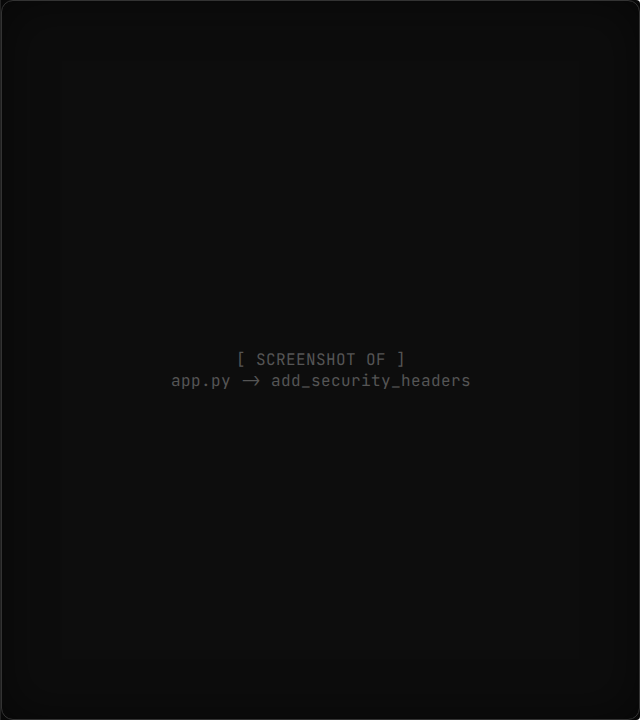 [ SCREENSHOT OF ]
app.py → add_security_headers